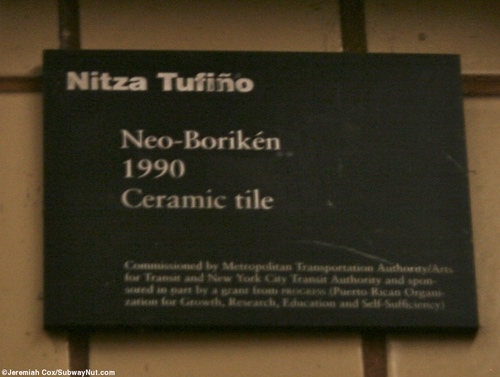 Nitza Tufiño
Neo-Borikén
1990
Ceramic tile
Commissioned by Metropolitan Transportation Authority/Arts
for Transit and New York City Transit Authority and spon-
sored in part by a grant from PROGRESS (Puerto Rican Organi-
zation for Growth, Research, Education and Self-Sufficiency)
©Jeremiah Cox/SubwayNut.com